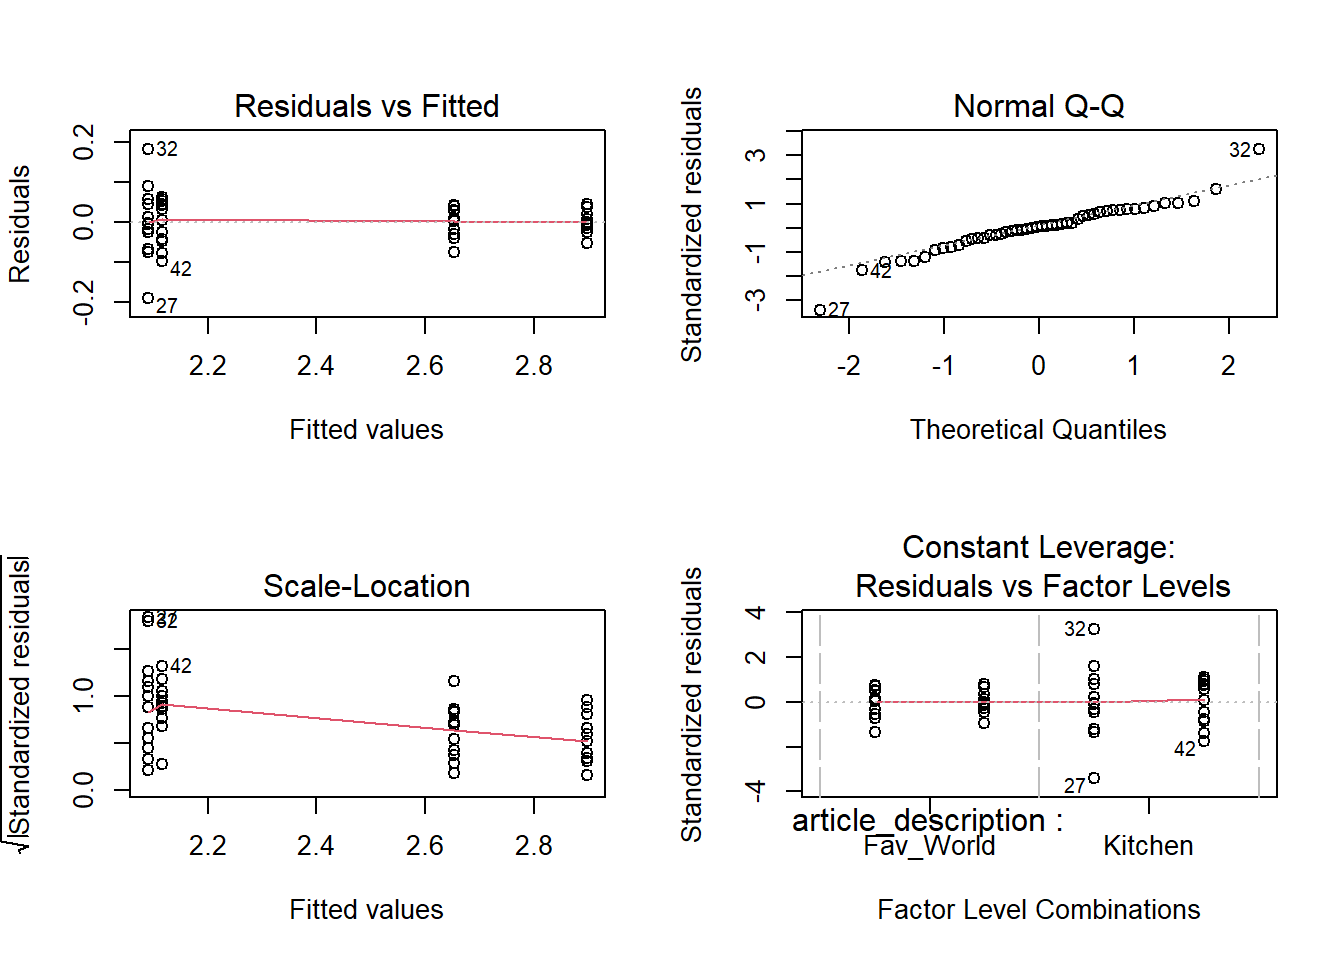 Residuals vs Fitted
Residuals
0.2
0.0
-0.2
32
42
27
2.2 2.4 2.6 2.8
Fitted values
Normal Q-Q
Standardized residuals
3
1
-1
-3
32
42
27
-2 -1 0 1 2
Theoretical Quantiles
Scale-Location
√|Standardized residuals|
1.0
0.0
32
42
2.2 2.4 2.6 2.8
Fitted values
Constant Leverage:
Residuals vs Factor Levels
Standardized residuals
4
2
0
-4
32
42
27
article_description :
Fav_World Kitchen
Factor Level Combinations